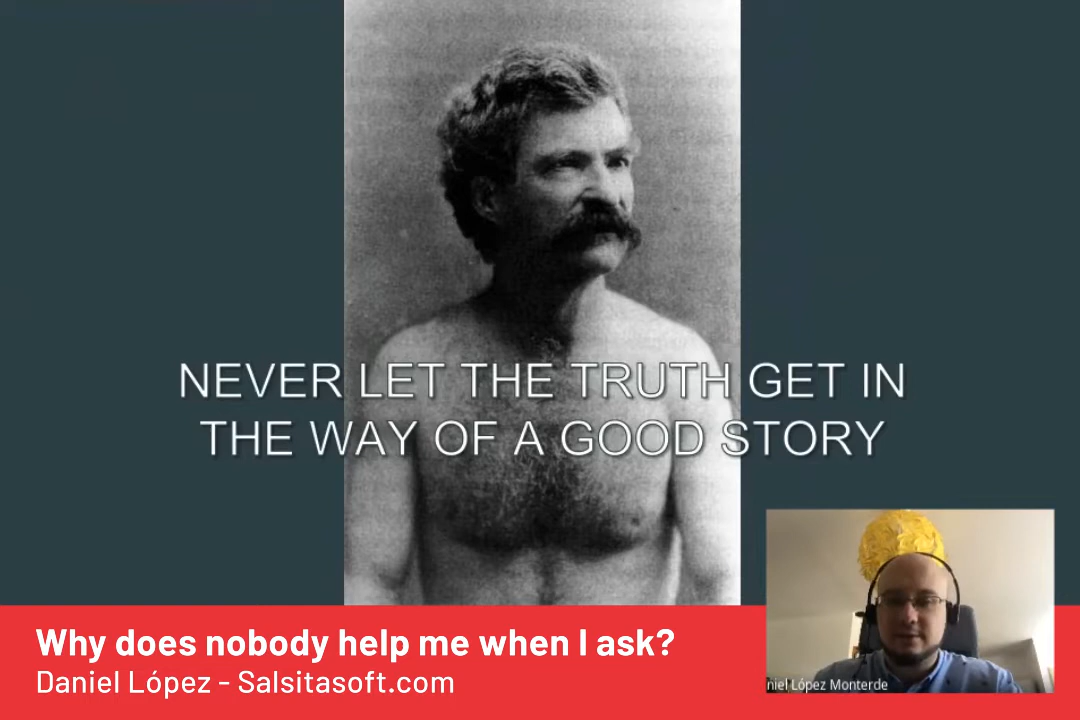 NEVER LET THE TRUTH GET IN
THE WAY OF A GOOD STORY
Why does nobody help me when I ask?
Daniel López - Salsitasoft.com
niel López Monterde